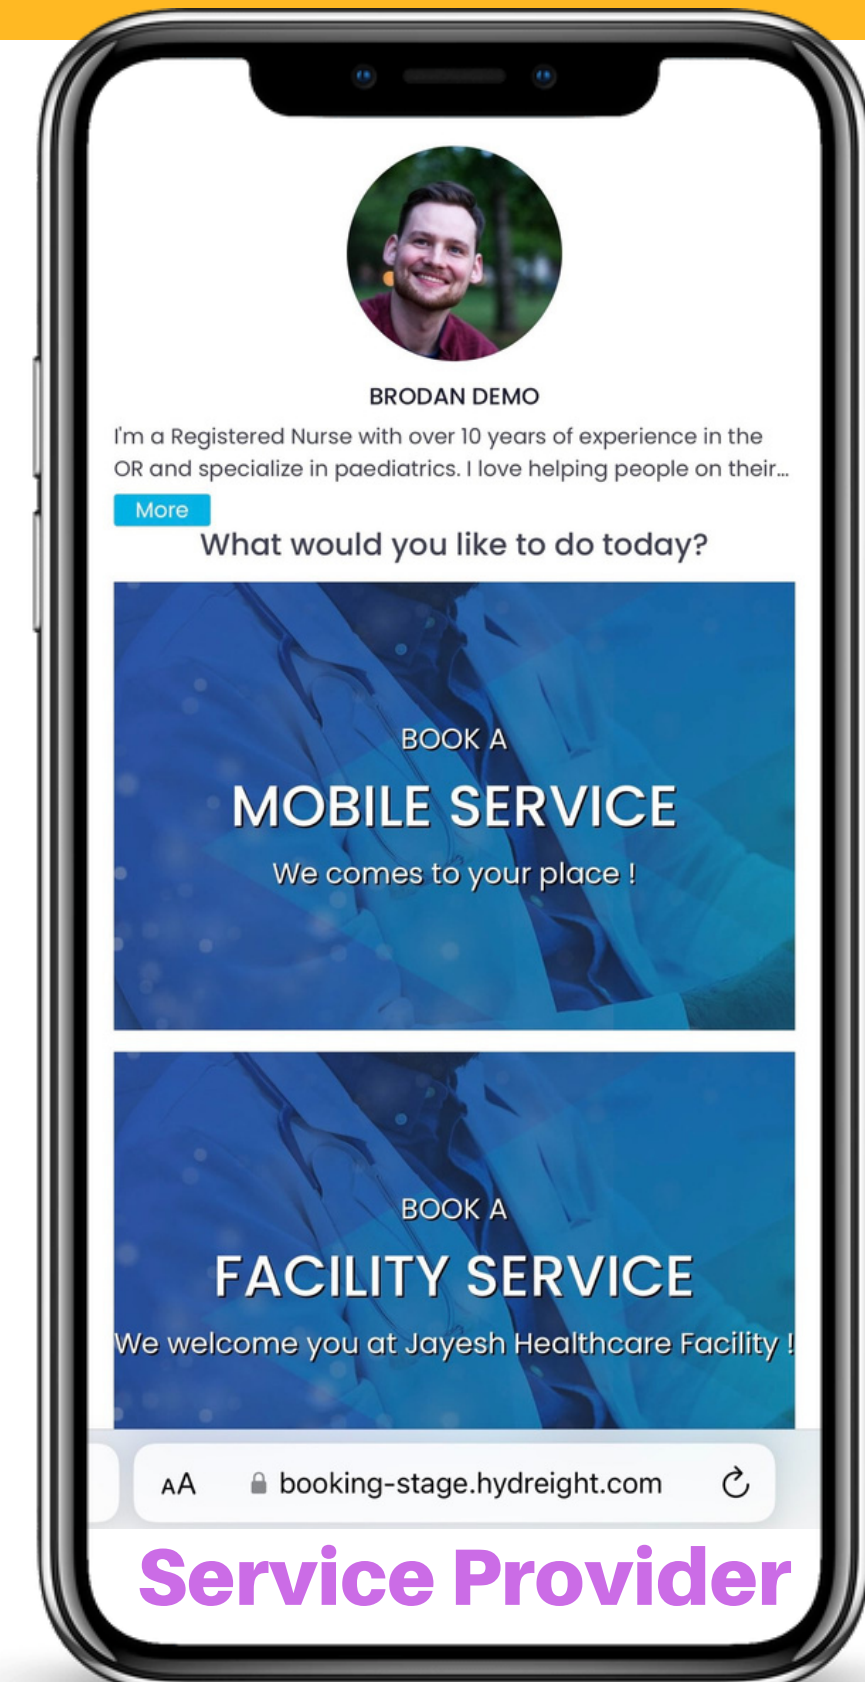 BRODAN DEMO
I'm a Registered Nurse with over 10 years of experience in the
OR and specialize in paediatrics. I love helping people on their...
More
What would you like to do today?
BOOK A
MOBILE SERVICE
We comes to your place !
BOOK A
FACILITY SERVICE
We welcome you at Jayesh Healthcare Facility !
AA booking-stage.hydreight.com
Service Provider